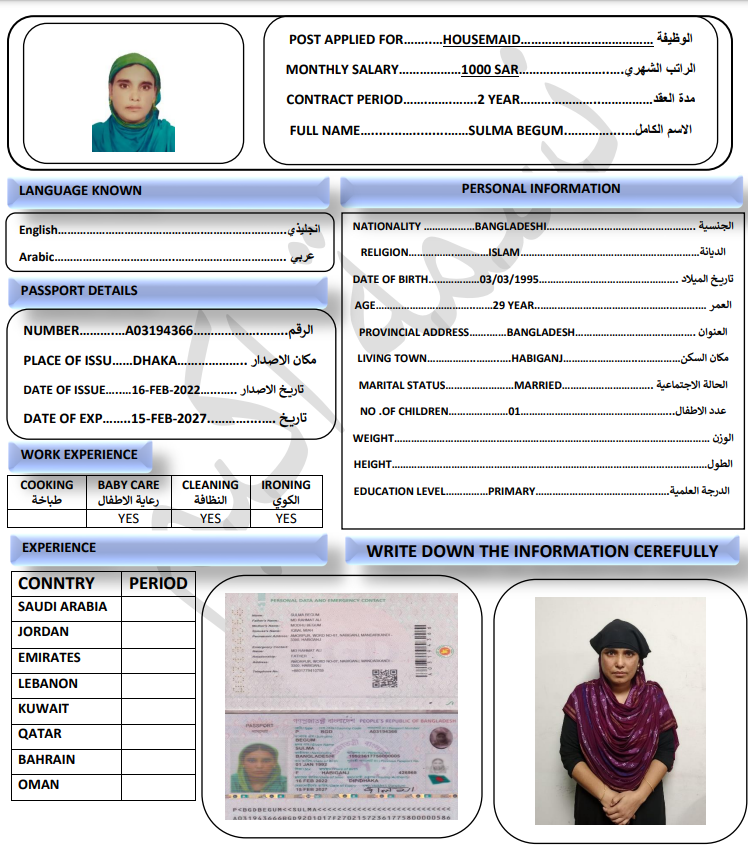 POST APPLIED FOR……..…HOUSEMAID…………..………………… الوظيفة
MONTHLY SALARY……………1000 SAR…………………..…..الراتب الشهري
CONTRACT PERIOD……………..….2 YEAR……………………………مدة العقد
FULL NAME………..…….………SULMA BEGUM……………..الاسم الكامل
LANGUAGE KNOWN
English…………………………………………………..انجليذي
Arabic………………………………………………… عربي
PASSPORT DETAILS
NUMBER………..…A03194366……………..…….الرقم
PLACE OF ISSU……DHAKA………………… مكان الاصدار
DATE OF ISSUE…..…16-FEB-2022………… تاريخ الاصدار
DATE OF EXP……..15-FEB-2027…………..…. تاريخ
WORK EXPERIENCE
COOKING BABY CARE CLEANING IRONING
طباخة رعاية الاطفال النظافة الكوي
YES YES YES
PERSONAL INFORMATION
NATIONALITY ……………BANGLADESHI……………………………………… الجنسية
RELIGION…………………..ISLAM……………………………………………الديانة
DATE OF BIRTH……………03/03/1995…………………………………… تاريخ الميلاد
AGE………………………………29 YEAR……………………………………………… العمر
PROVINCIAL ADDRESS………..BANGLADESH………………………………العنوان
LIVING TOWN……………..……HABIGANJ……………………………مكان السكن
MARITAL STATUS………………….MARRIED……………………… الحالة الاجتماعية
NO .OF CHILDREN………………01………………………………………عدد الاطفال
WEIGHT……………………………………………………………………………… الوزن
HEIGHT………………………………………………………………………………الطول
EDUCATION LEVEL…………..PRIMARY……………………………الدرجة العلمية
EXPERIENCE
WRITE DOWN THE INFORMATION CEREFULLY
CONNTRY PERIOD
SAUDI ARABIA
JORDAN
EMIRATES
LEBANON
KUWAIT
QATAR
BAHRAIN
OMAN
PERSONAL DATA AND EMERGENCY CONTACT
SULMA BEGUM
PASSPORT
PEOPLE'S REPUBLIC OF BANGLADESH
P BGD A03194366
BEGUM
SULMA
BANGLADESHI
F HABIGANJ
16 FEB 2022 DIP/DHAKA
15 FEB 2027